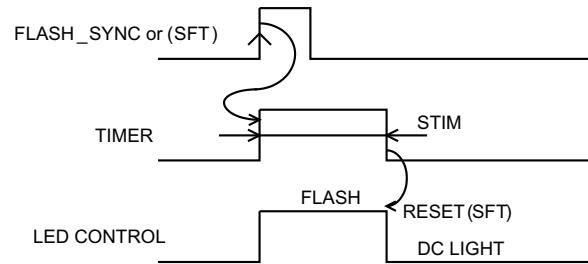 FLASH_SYNC or (SFT)
TIMER
STIM
FLASH
RESET(SFT)
LED CONTROL
DC LIGHT